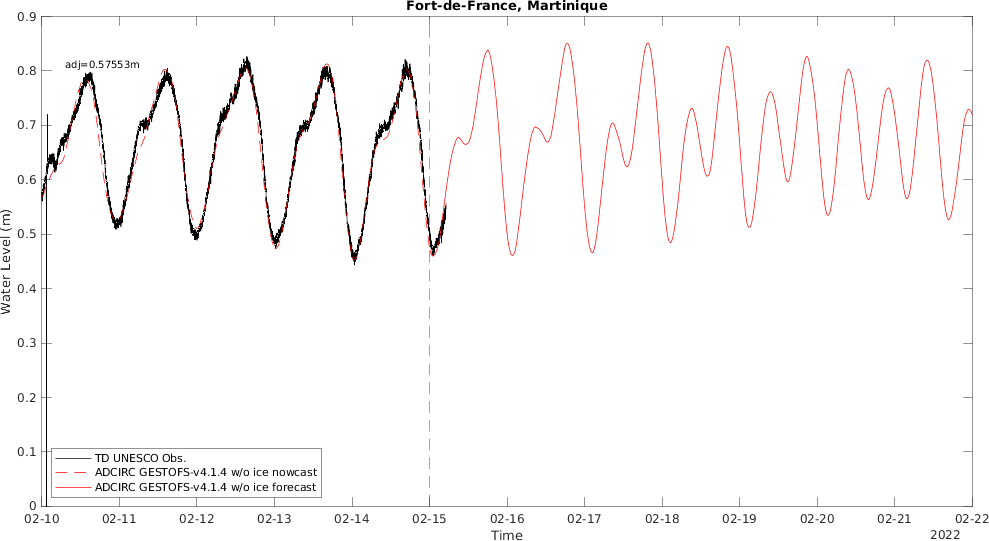 Fort-de-France, Martinique
0.9
0.8
0.7
0.6
0.5
0.4
0.3
0.2
0.1
0
Water Level (m)
adj=0.57553m
TD UNESCO Obs.
ADCIRC GESTOFS-v4.1.4 w/o ice nowcast
ADCIRC GESTOFS-v4.1.4 w/o ice forecast
02-10 02-11 02-12 02-13 02-14 02-15 02-16 02-17 02-18 02-19 02-20 02-21 02-22
Time
2022